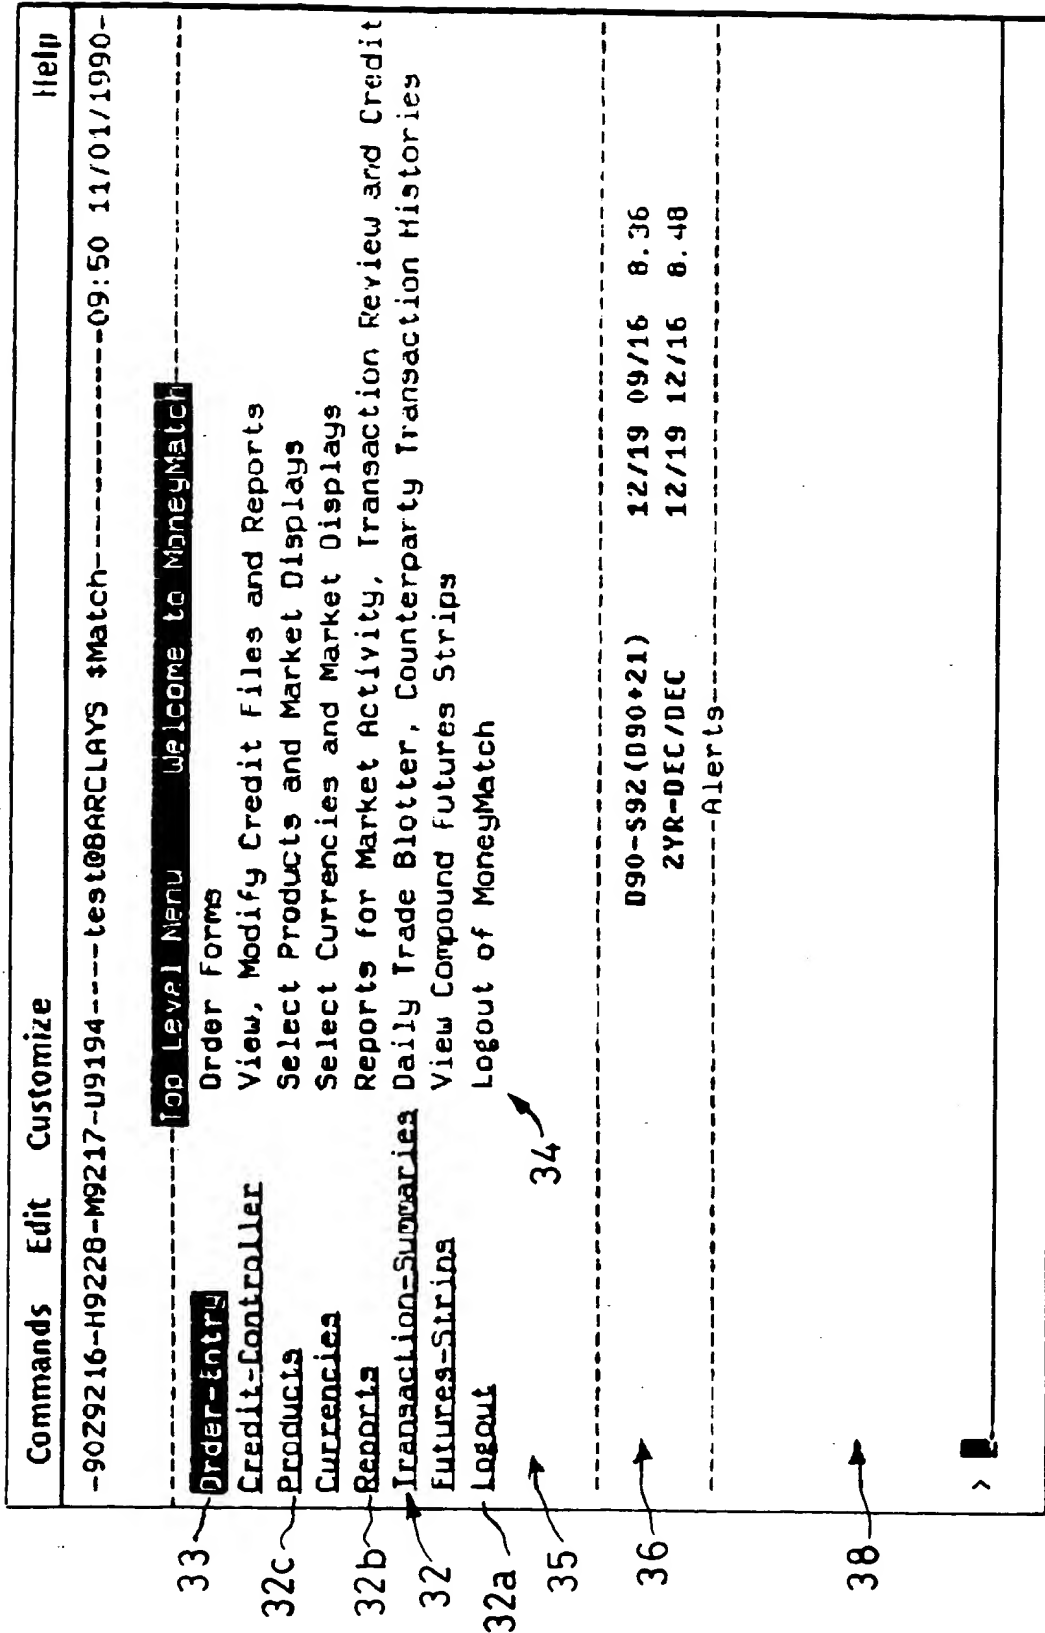 Commands Edit Customize Help
-9029216-H9228-M9217-U9194----test@BARCLAYS $Match--------------09:50 11/01/1990-
Top Level Menu Welcome to MoneyMatch
33 Order-Entry Order Forms
Credit-Controller View, Modify Credit Files and Reports
32c Products Select Products and Market Displays
Currencies Select Currencies and Market Displays
32b Reports Reports for Market Activity, Transaction Review and Credit
32 Transaction-Summaries Daily Trade Blotter, Counterparty Transaction Histories
Futures-Strips View Compound Futures Strips
32a Logout Logout of MoneyMatch
34
35
36 D90-S92(D90+21) 12/19 09/16 8.36
2YR-DEC/DEC 12/19 12/16 8.48
Alerts
38
>